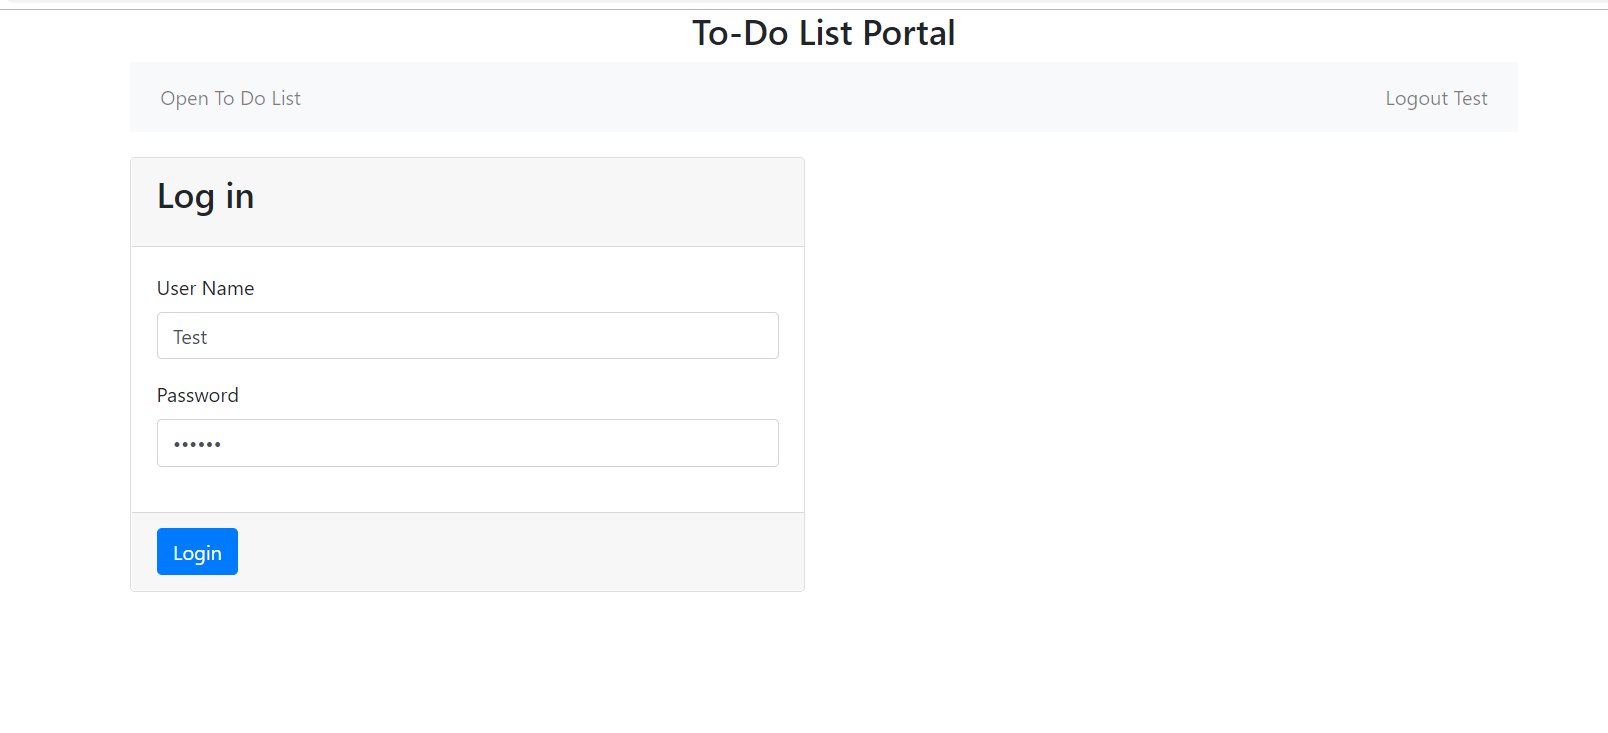 To-Do List Portal
Open To Do List
Logout Test
Log in
User Name
Test
Password
••••••
Login